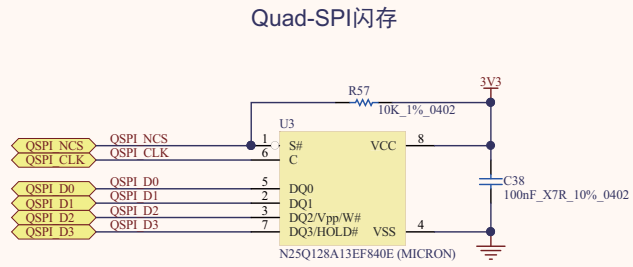 Quad-SPI闪存
3V3
R57
10K_1%_0402
U3
QSPI_NCS QSPI_NCS 1 S# VCC 8
QSPI_CLK QSPI_CLK 6 C
QSPI_D0 QSPI_D0 5 DQ0
QSPI_D1 QSPI_D1 2 DQ1
QSPI_D2 QSPI_D2 3 DQ2/Vpp/W#
QSPI_D3 QSPI_D3 7 DQ3/HOLD# VSS 4
C38
100nF_X7R_10%_0402
N25Q128A13EF840E (MICRON)